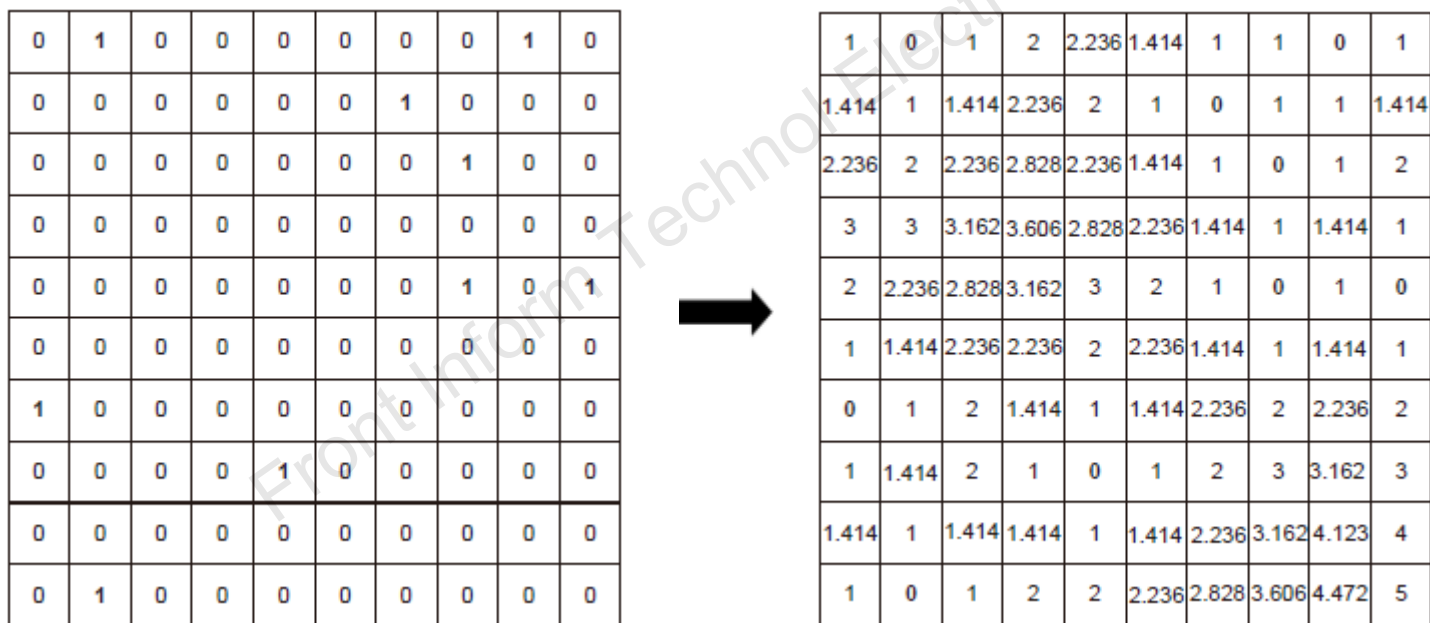 0 1 0 0 0 0 0 0 1 0
0 0 0 0 0 0 1 0 0 0
0 0 0 0 0 0 0 1 0 0
0 0 0 0 0 0 0 0 0 0
0 0 0 0 0 0 0 1 0 1
0 0 0 0 0 0 0 0 0 0
1 0 0 0 0 0 0 0 0 0
0 0 0 0 1 0 0 0 0 0
0 0 0 0 0 0 0 0 0 0
0 1 0 0 0 0 0 0 0 0
1 0 1 2 2.236 1.414 1 1 0 1
1.414 1 1.414 2.236 2 1 0 1 1 1.414
2.236 2 2.236 2.828 2.236 1.414 1 0 1 2
3 3 3.162 3.606 2.828 2.236 1.414 1 1.414 1
2 2.236 2.828 3.162 3 2 1 0 1 0
1 1.414 2.236 2.236 2 2.236 1.414 1 1.414 1
0 1 2 1.414 1 1.414 2.236 2 2.236 2
1 1.414 2 1 0 1 2 3 3.162 3
1.414 1 1.414 1.414 1 1.414 2.236 3.162 4.123 4
1 0 1 2 2 2.236 2.828 3.606 4.472 5
Front Inform Technol Electr